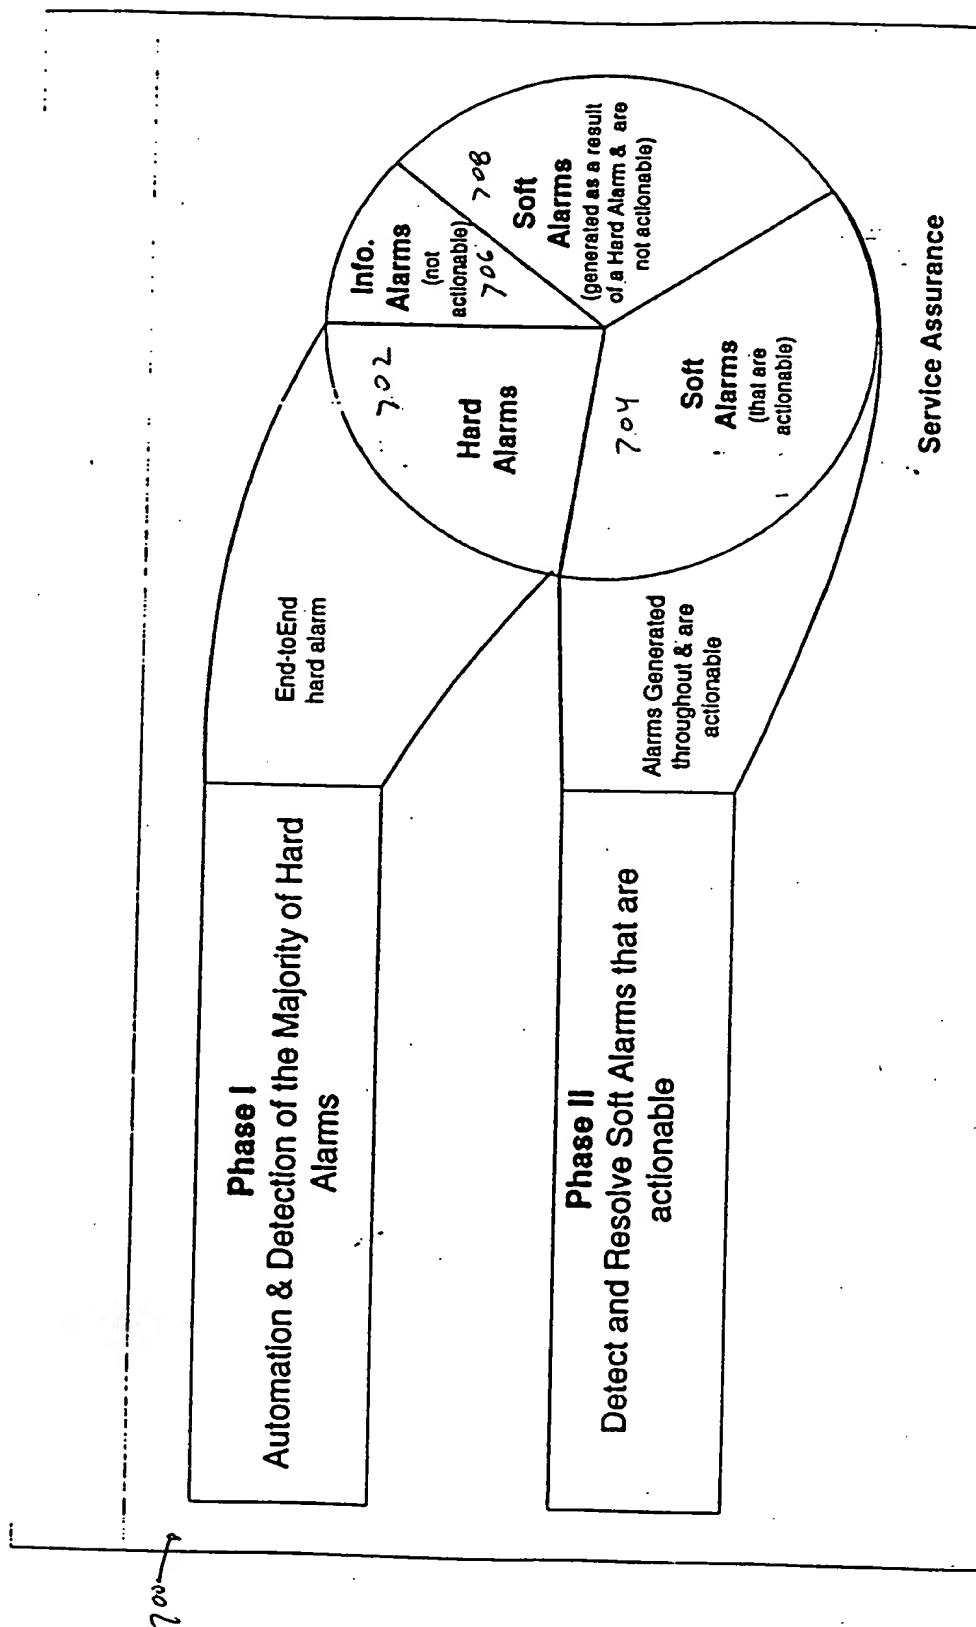 700
Phase I
Automation & Detection of the Majority of Hard
Alarms
End-toEnd
hard alarm
702
Hard
Alarms
Info.
Alarms
(not
actionable)
706
708
Soft
Alarms
(generated as a result
of a Hard Alarm & are
not actionable)
Phase II
Detect and Resolve Soft Alarms that are
actionable
Alarms Generated
throughout & are
actionable
704
Soft
Alarms
(that are
actionable)
Service Assurance